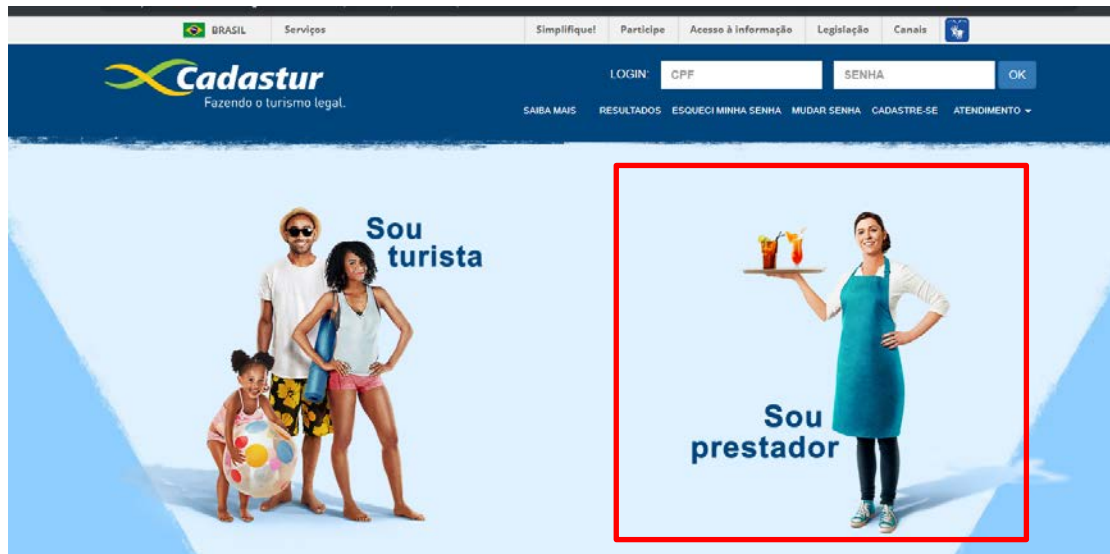 BRASIL Serviços Simplifique! Participe Acesso à informação Legislação Canais
Cadastur LOGIN: CPF SENHA OK
Fazendo o turismo legal.
SAIBA MAIS RESULTADOS ESQUECI MINHA SENHA MUDAR SENHA CADASTRE-SE ATENDIMENTO
Sou
turista
Sou
prestador